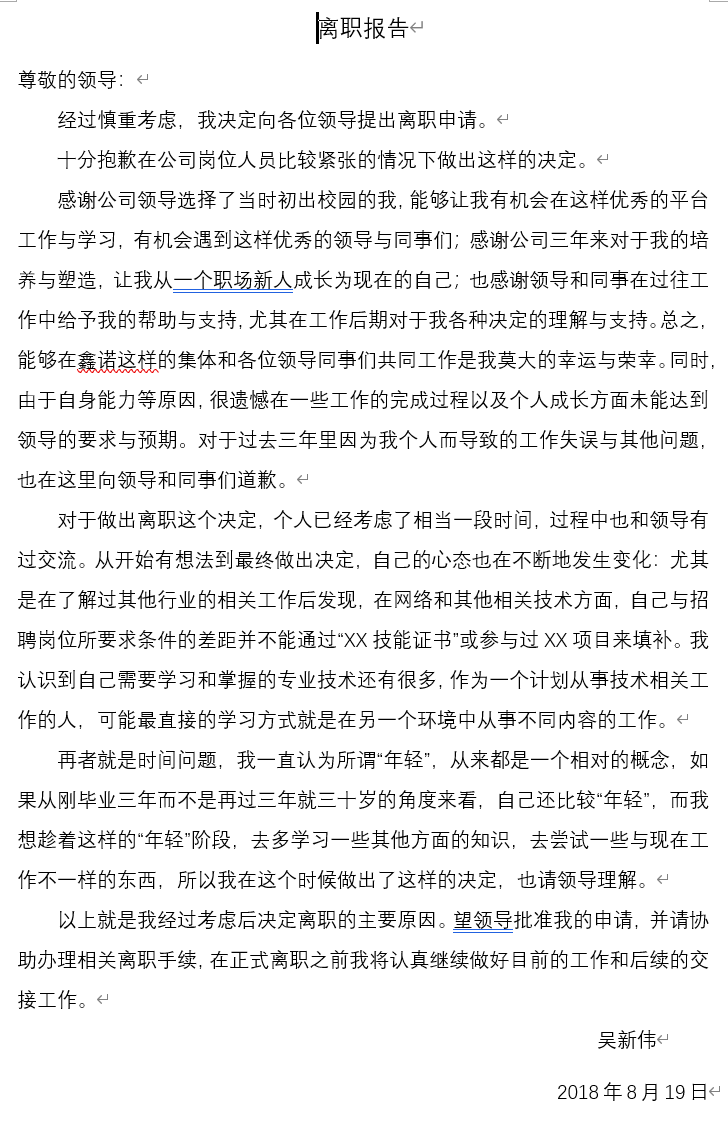 离职报告
尊敬的领导：
经过慎重考虑，我决定向各位领导提出离职申请。
十分抱歉在公司岗位人员比较紧张的情况下做出这样的决定。
感谢公司领导选择了当时初出校园的我，能够让我有机会在这样优秀的平台
工作与学习，有机会遇到这样优秀的领导与同事们；感谢公司三年来对于我的培
养与塑造，让我从一个职场新人成长为现在的自己；也感谢领导和同事在过往工
作中给予我的帮助与支持，尤其在工作后期对于我各种决定的理解与支持。总之，
能够在鑫诺这样的集体和各位领导同事们共同工作是我莫大的幸运与荣幸。同时，
由于自身能力等原因，很遗憾在一些工作的完成过程以及个人成长方面未能达到
领导的要求与预期。对于过去三年里因为我个人而导致的工作失误与其他问题，
也在这里向领导和同事们道歉。
对于做出离职这个决定，个人已经考虑了相当一段时间，过程中也和领导有
过交流。从开始有想法到最终做出决定，自己的心态也在不断地发生变化：尤其
是在了解过其他行业的相关工作后发现，在网络和其他相关技术方面，自己与招
聘岗位所要求条件的差距并不能通过“XX 技能证书”或参与过 XX 项目来填补。我
认识到自己需要学习和掌握的专业技术还有很多，作为一个计划从事技术相关工
作的人，可能最直接的学习方式就是在另一个环境中从事不同内容的工作。
再者就是时间问题，我一直认为所谓“年轻”，从来都是一个相对的概念，如
果从刚毕业三年而不是再过三年就三十岁的角度来看，自己还比较“年轻”，而我
想趁着这样的“年轻”阶段，去多学习一些其他方面的知识，去尝试一些与现在工
作不一样的东西，所以我在这个时候做出了这样的决定，也请领导理解。
以上就是我经过考虑后决定离职的主要原因。望领导批准我的申请，并请协
助办理相关离职手续，在正式离职之前我将认真继续做好目前的工作和后续的交
接工作。
吴新伟
2018 年 8 月 19 日